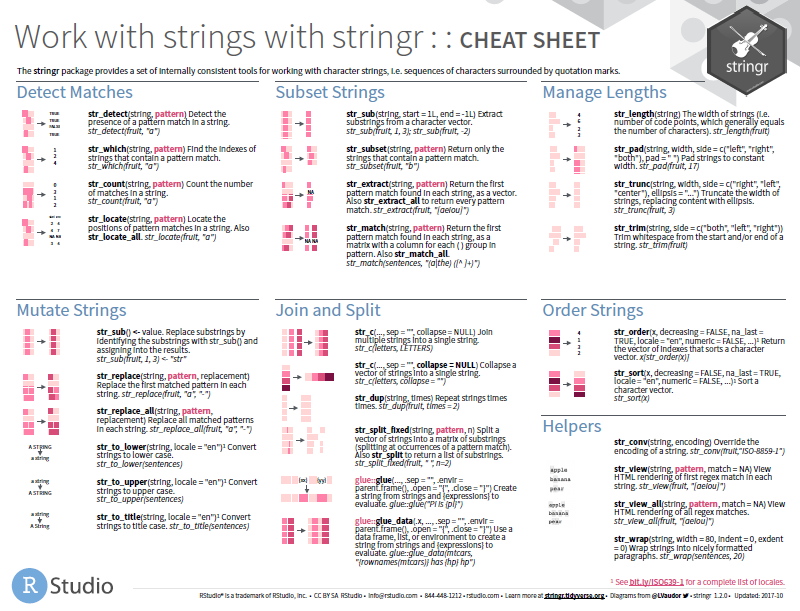 Work with strings with stringr : : CHEAT SHEET
stringr
The stringr package provides a set of internally consistent tools for working with character strings, i.e. sequences of characters surrounded by quotation marks.
Detect Matches
TRUE
TRUE
FALSE
TRUE
str_detect(string, pattern) Detect the
presence of a pattern match in a string.
str_detect(fruit, "a")
1
2
4
str_which(string, pattern) Find the indexes of
strings that contain a pattern match.
str_which(fruit, "a")
0
3
1
2
str_count(string, pattern) Count the number
of matches in a string.
str_count(fruit, "a")
str_locate(string, pattern) Locate the
positions of pattern matches in a string. Also
str_locate_all. str_locate(fruit, "a")
Subset Strings
str_sub(string, start = 1L, end = -1L) Extract
substrings from a character vector.
str_sub(fruit, 1, 3); str_sub(fruit, -2)
str_subset(string, pattern) Return only the
strings that contain a pattern match.
str_subset(fruit, "b")
NA
str_extract(string, pattern) Return the first
pattern match found in each string, as a vector.
Also str_extract_all to return every pattern
match. str_extract(fruit, "[aeiou]")
NA NA
str_match(string, pattern) Return the first
pattern match found in each string, as a
matrix with a column for each ( ) group in
pattern. Also str_match_all.
str_match(sentences, "(a|the) ([^ ]+)")
Manage Lengths
4
6
2
3
str_length(string) The width of strings (i.e.
number of code points, which generally equals
the number of characters). str_length(fruit)
str_pad(string, width, side = c("left", "right",
"both"), pad = " ") Pad strings to constant
width. str_pad(fruit, 17)
str_trunc(string, width, side = c("right", "left",
"center"), ellipsis = "...") Truncate the width of
strings, replacing content with ellipsis.
str_trunc(fruit, 3)
str_trim(string, side = c("both", "left", "right"))
Trim whitespace from the start and/or end of a
string. str_trim(fruit)
Mutate Strings
str_sub() <- value. Replace substrings by
identifying the substrings with str_sub() and
assigning into the results.
str_sub(fruit, 1, 3) <- "str"
str_replace(string, pattern, replacement)
Replace the first matched pattern in each
string. str_replace(fruit, "a", "-")
str_replace_all(string, pattern,
replacement) Replace all matched patterns
in each string. str_replace_all(fruit, "a", "-")
A STRING
a string
str_to_lower(string, locale = "en")¹ Convert
strings to lower case.
str_to_lower(sentences)
a string
A STRING
str_to_upper(string, locale = "en")¹ Convert
strings to upper case.
str_to_upper(sentences)
a string
A String
str_to_title(string, locale = "en")¹ Convert
strings to title case. str_to_title(sentences)
Join and Split
str_c(..., sep = "", collapse = NULL) Join
multiple strings into a single string.
str_c(letters, LETTERS)
str_c(..., sep = "", collapse = NULL) Collapse a
vector of strings into a single string.
str_c(letters, collapse = "")
str_dup(string, times) Repeat strings times
times. str_dup(fruit, times = 2)
str_split_fixed(string, pattern, n) Split a
vector of strings into a matrix of substrings
(splitting at occurrences of a pattern match).
Also str_split to return a list of substrings.
str_split_fixed(fruit, " ", n=2)
{xx} {yy}
glue::glue(..., .sep = "", .envir =
parent.frame(), .open = "{", .close = "}") Create
a string from strings and {expressions} to
evaluate. glue::glue("Pi is {pi}")
glue::glue_data(.x, ..., .sep = "", .envir =
parent.frame(), .open = "{", .close = "}") Use a
data frame, list, or environment to create a
string from strings and {expressions} to
evaluate. glue::glue_data(mtcars,
"{rownames(mtcars)} has {hp} hp")
Order Strings
4
1
3
2
str_order(x, decreasing = FALSE, na_last =
TRUE, locale = "en", numeric = FALSE, ...)¹ Return
the vector of indexes that sorts a character
vector. x[str_order(x)]
str_sort(x, decreasing = FALSE, na_last = TRUE,
locale = "en", numeric = FALSE, ...)¹ Sort a
character vector.
str_sort(x)
Helpers
str_conv(string, encoding) Override the
encoding of a string. str_conv(fruit,"ISO-8859-1")
apple
banana
pear
str_view(string, pattern, match = NA) View
HTML rendering of first regex match in each
string. str_view(fruit, "[aeiou]")
apple
banana
pear
str_view_all(string, pattern, match = NA) View
HTML rendering of all regex matches.
str_view_all(fruit, "[aeiou]")
str_wrap(string, width = 80, indent = 0, exdent
= 0) Wrap strings into nicely formatted
paragraphs. str_wrap(sentences, 20)
¹ See bit.ly/ISO639-1 for a complete list of locales.
R Studio
RStudio® is a trademark of RStudio, Inc. • CC BY SA RStudio • info@rstudio.com • 844-448-1212 • rstudio.com • Learn more at stringr.tidyverse.org • Diagrams from @LVaudor • stringr 1.2.0 • Updated: 2017-10